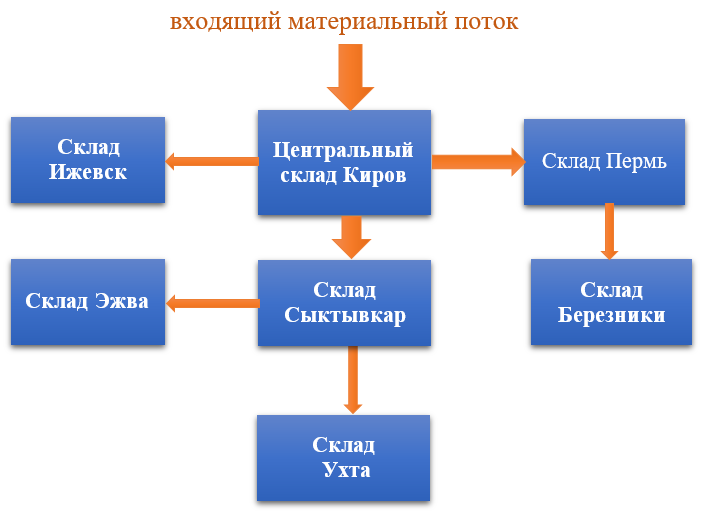 входящий материальный поток
Склад
Ижевск
Центральный
склад Киров
Склад Пермь
Склад Эжва
Склад
Сыктывкар
Склад
Березники
Склад
Ухта